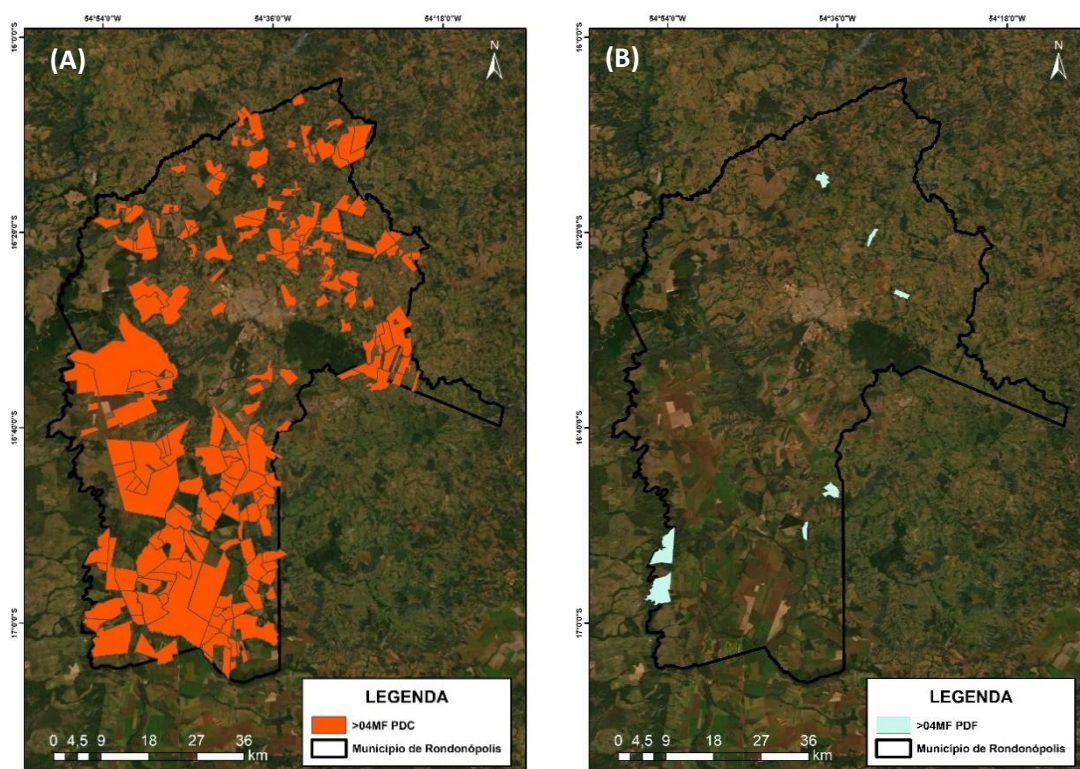 54°54'0"W 54°36'0"W 54°18'0"W
16°0'0"S
(A)
N
16°20'0"S
16°40'0"S
17°0'0"S
LEGENDA
>04MF PDC
Município de Rondonópolis
0 4,5 9 18 27 36
km
54°54'0"W 54°36'0"W 54°18'0"W
16°0'0"S
(B)
N
16°20'0"S
16°40'0"S
17°0'0"S
LEGENDA
>04MF PDF
Município de Rondonópolis
0 4,5 9 18 27 36
km